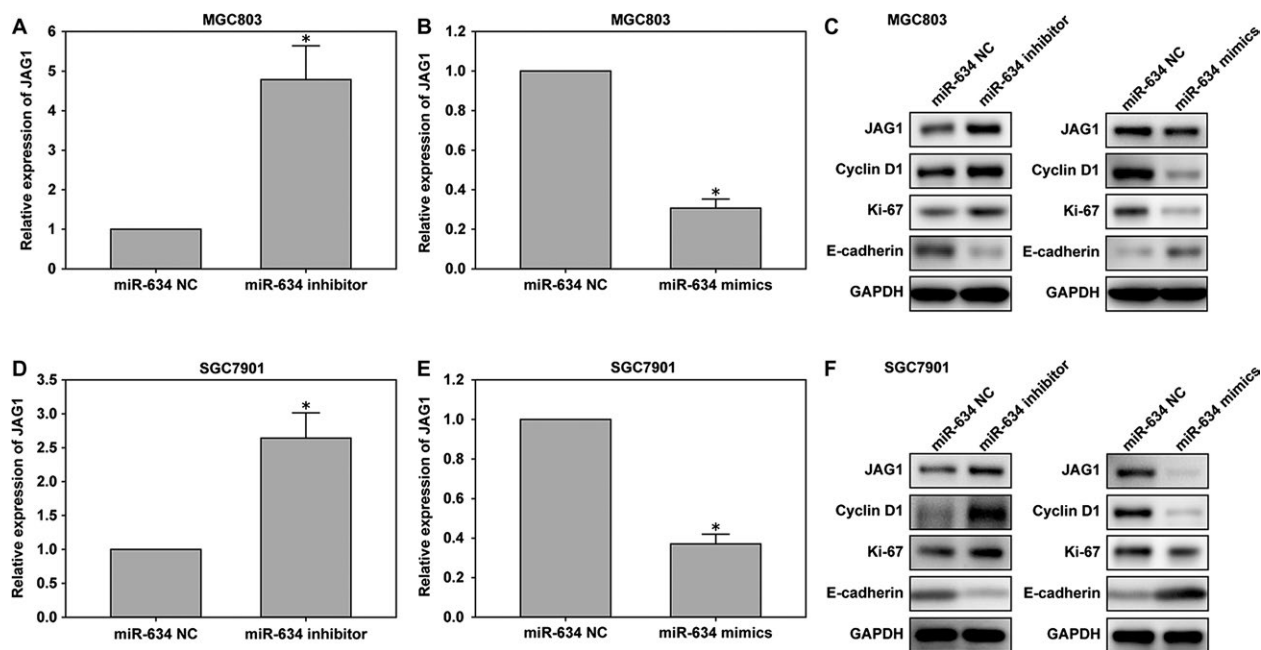 A
MGC803
Relative expression of JAG1
6
5
4
3
2
1
0
*
miR-634 NC
miR-634 inhibitor
B
MGC803
Relative expression of JAG1
1.2
1.0
0.8
0.6
0.4
0.2
0.0
*
miR-634 NC
miR-634 mimics
C
MGC803
miR-634 NC
miR-634 inhibitor
JAG1
Cyclin D1
Ki-67
E-cadherin
GAPDH
miR-634 NC
miR-634 mimics
JAG1
Cyclin D1
Ki-67
E-cadherin
GAPDH
D
SGC7901
Relative expression of JAG1
3.5
3.0
2.5
2.0
1.5
1.0
0.5
0.0
*
miR-634 NC
miR-634 inhibitor
E
SGC7901
Relative expression of JAG1
1.2
1.0
0.8
0.6
0.4
0.2
0.0
*
miR-634 NC
miR-634 mimics
F
SGC7901
miR-634 NC
miR-634 inhibitor
JAG1
Cyclin D1
Ki-67
E-cadherin
GAPDH
miR-634 NC
miR-634 mimics
JAG1
Cyclin D1
Ki-67
E-cadherin
GAPDH